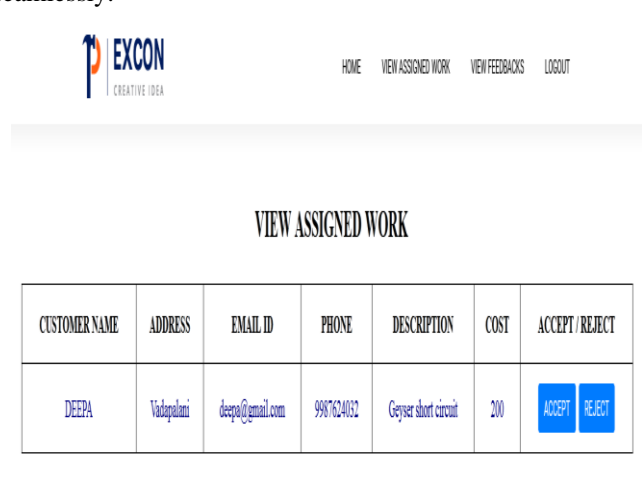 EXCON
CREATIVE IDEA
HOME VIEW ASSIGNED WORK VIEW FEEDBACKS LOGOUT
VIEW ASSIGNED WORK
CUSTOMER NAME ADDRESS EMAIL ID PHONE DESCRIPTION COST ACCEPT / REJECT
DEEPA Vadapalani deepa@gmail.com 9987624032 Geyser short circuit 200 ACCEPT REJECT